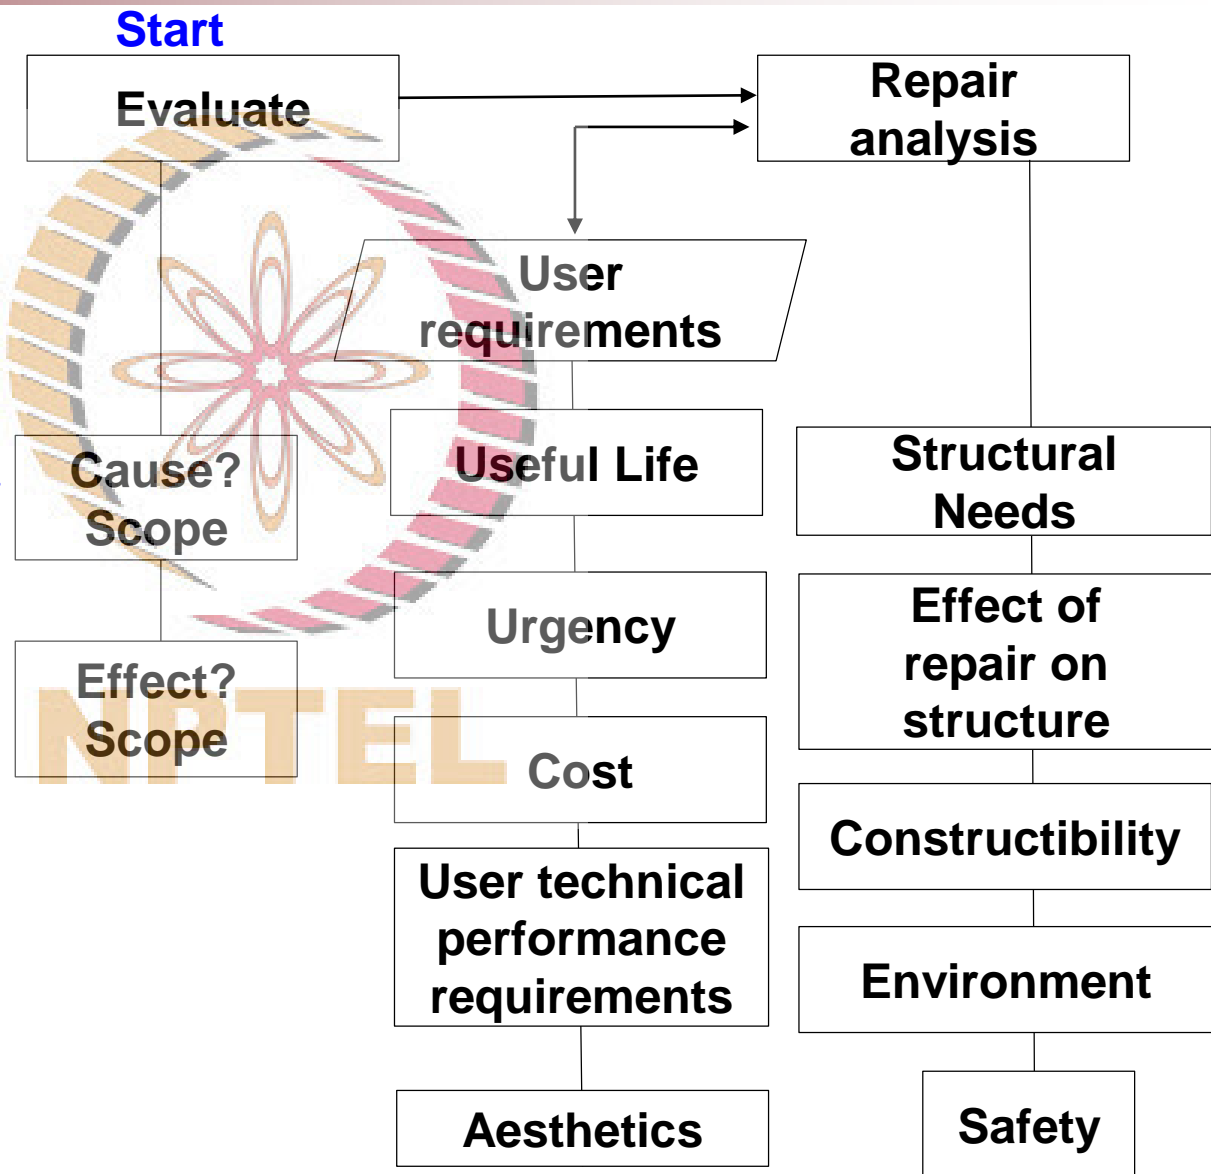 Start
Evaluate
Repair
analysis
User
requirements
Cause?
Scope
Effect?
Scope
Useful Life
Urgency
Cost
User technical
performance
requirements
Aesthetics
Structural
Needs
Effect of
repair on
structure
Constructibility
Environment
Safety
NPTEL